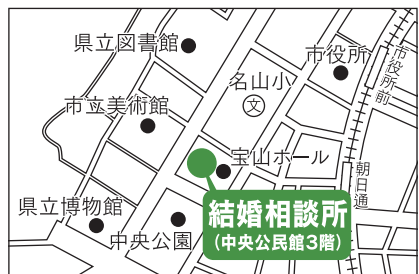 県立図書館
市役所
名山小
文
市役所前
市立美術館
宝山ホール
朝日通
県立博物館
中央公園
結婚相談所
(中央公民館3階)